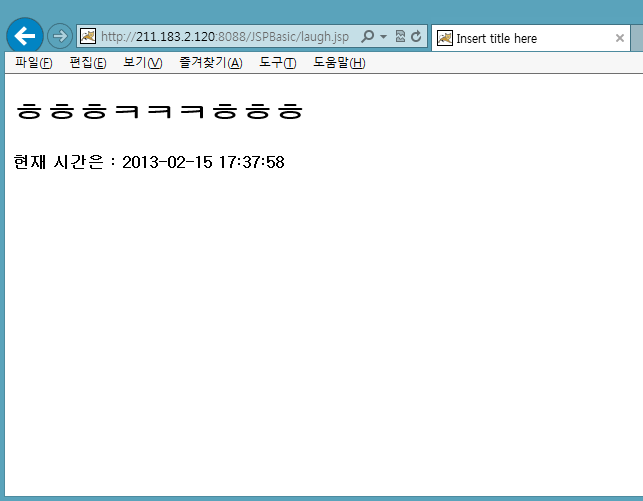 http://211.183.2.120:8088/JSPBasic/laugh.jsp
Insert title here
파일(F) 편집(E) 보기(V) 즐겨찾기(A) 도구(T) 도움말(H)
ㅎㅎㅎㅋㅋㅋㅎㅎㅎ
현재 시간은 : 2013-02-15 17:37:58